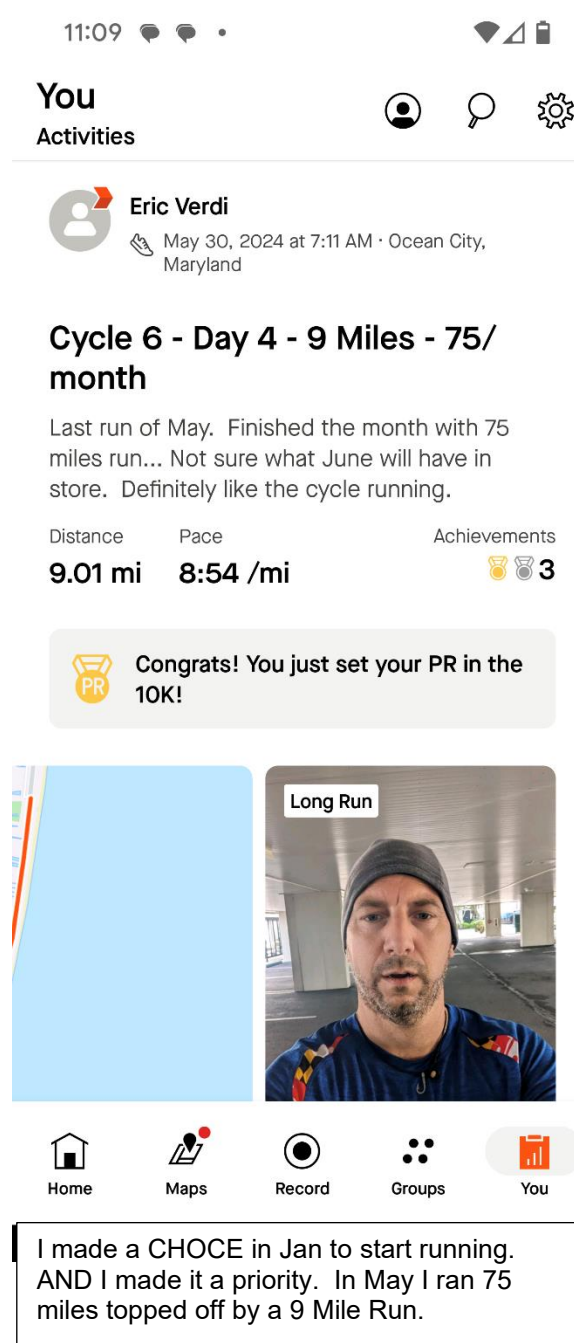 11:09
You
Activities
Eric Verdi
May 30, 2024 at 7:11 AM · Ocean City,
Maryland
Cycle 6 - Day 4 - 9 Miles - 75/
month
Last run of May. Finished the month with 75
miles run... Not sure what June will have in
store. Definitely like the cycle running.
Distance Pace Achievements
9.01 mi 8:54 /mi 3
PR Congrats! You just set your PR in the
10K!
Long Run
Home Maps Record Groups You
I made a CHOCE in Jan to start running.
AND I made it a priority. In May I ran 75
miles topped off by a 9 Mile Run.